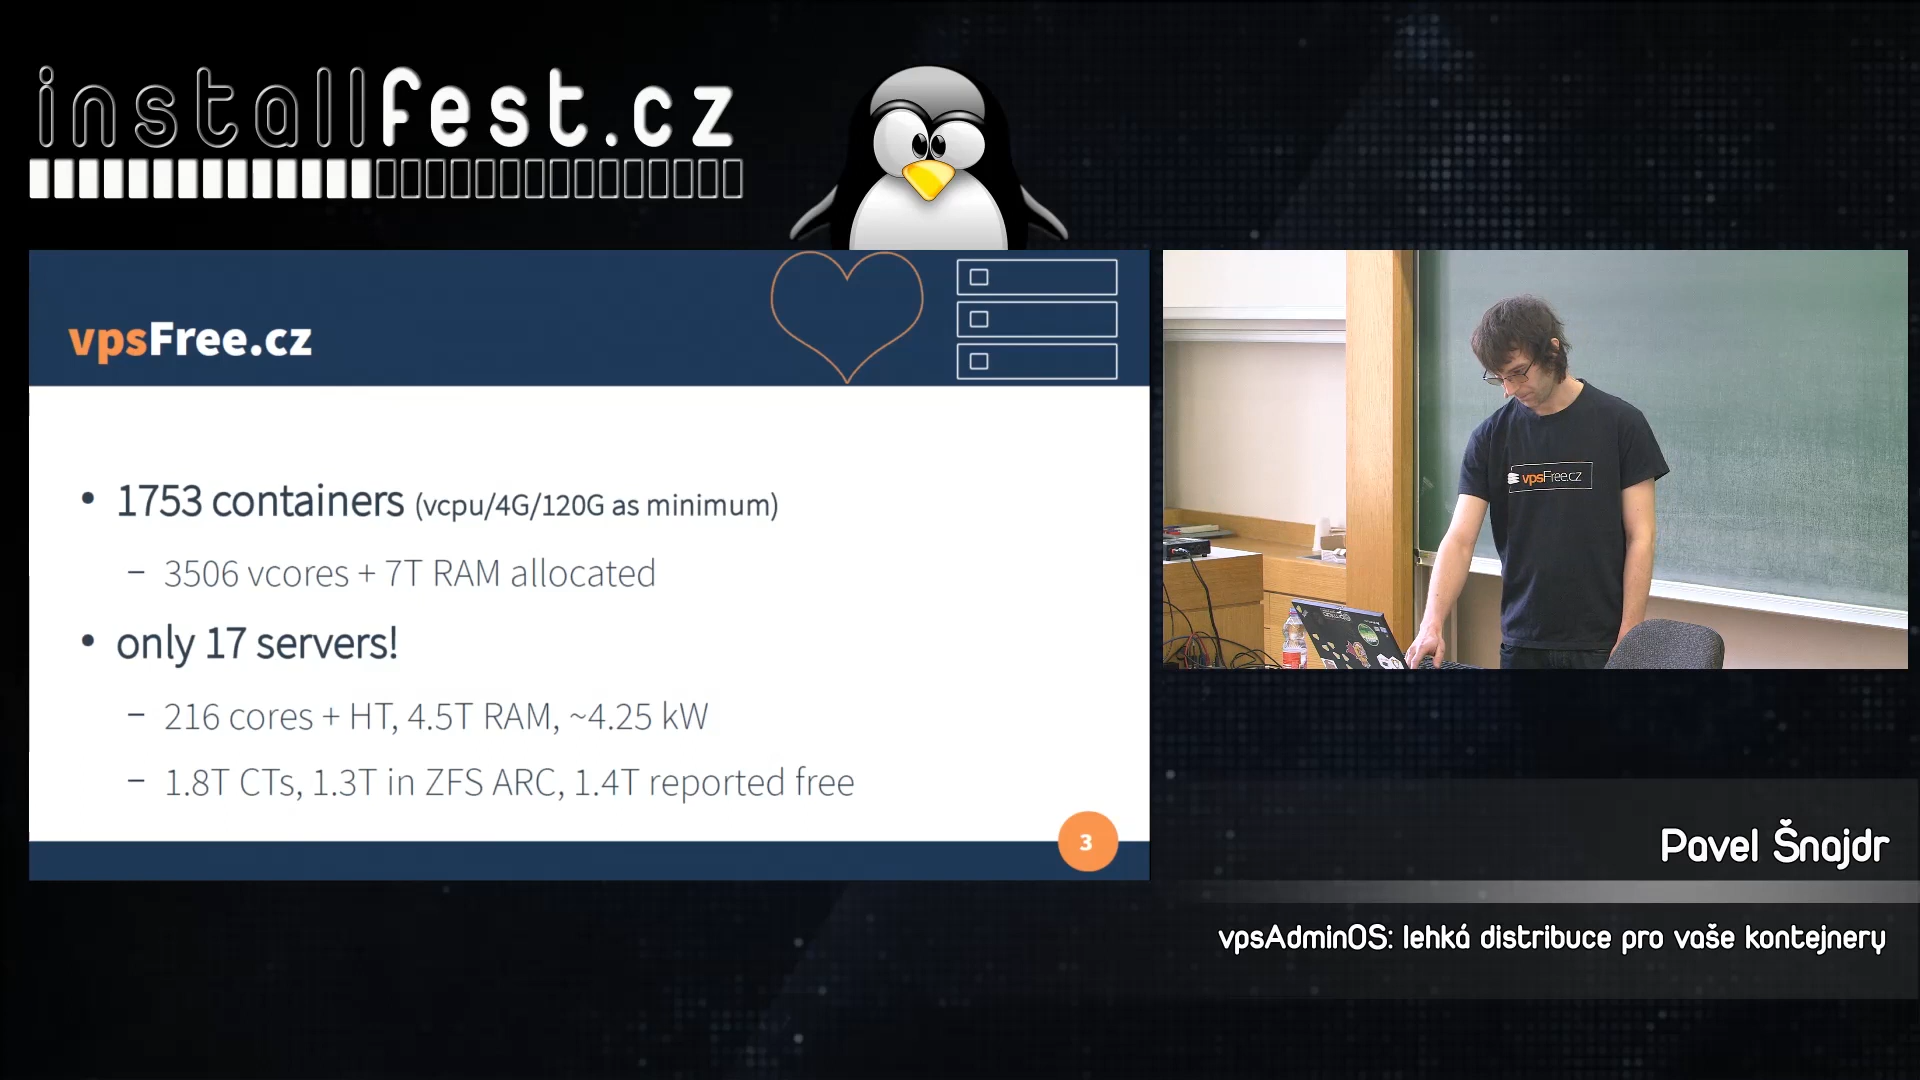 installfest.cz
vpsFree.cz
• 1753 containers (vcpu/4G/120G as minimum)
– 3506 vcores + 7T RAM allocated
• only 17 servers!
– 216 cores + HT, 4.5T RAM, ~4.25 kW
– 1.8T CTs, 1.3T in ZFS ARC, 1.4T reported free
3
vpsFree.cz
Pavel Šnajdr
vpsAdminOS: lehká distribuce pro vaše kontejnery